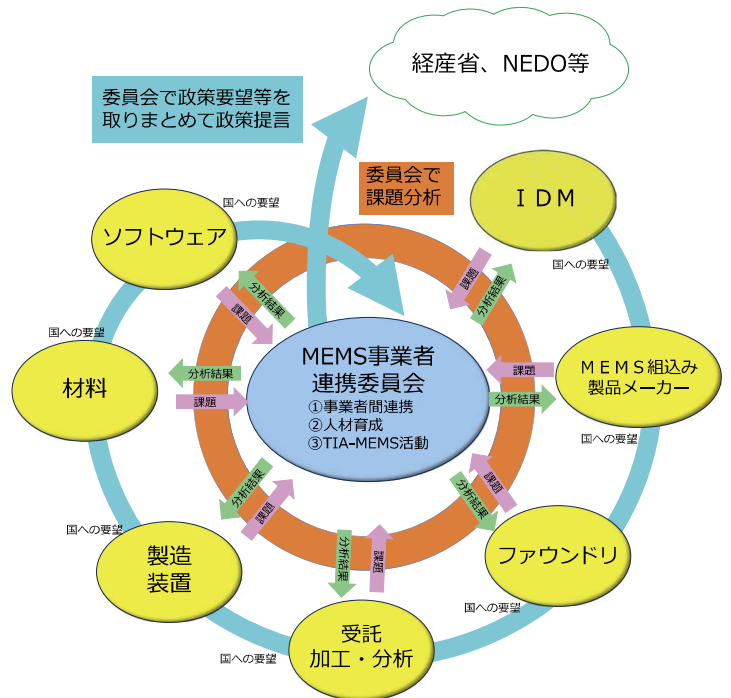 経産省、NEDO等
委員会で政策要望等を
取りまとめて政策提言
委員会で
課題分析
ＩＤＭ
国への要望
ソフトウェア
国への要望
課題
分析結果
分析結果
課題
国への要望
材料
分析結果
課題
MEMS事業者
連携委員会
①事業者間連携
②人材育成
③TIA-MEMS活動
課題
分析結果
ＭＥＭＳ組込み
製品メーカー
国への要望
分析結果
課題
課題
分析結果
国への要望
製造
装置
分析結果
課題
ファウンドリ
国への要望
国への要望
受託
加工・分析